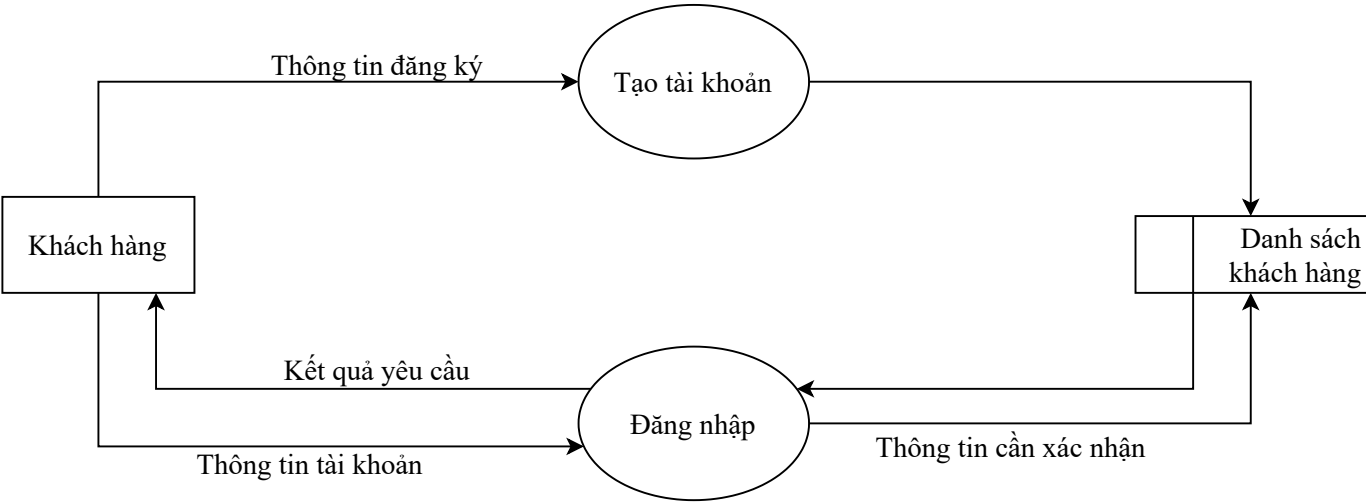 Thông tin đăng ký
Tạo tài khoản
Khách hàng
Danh sách
khách hàng
Kết quả yêu cầu
Đăng nhập
Thông tin cần xác nhận
Thông tin tài khoản